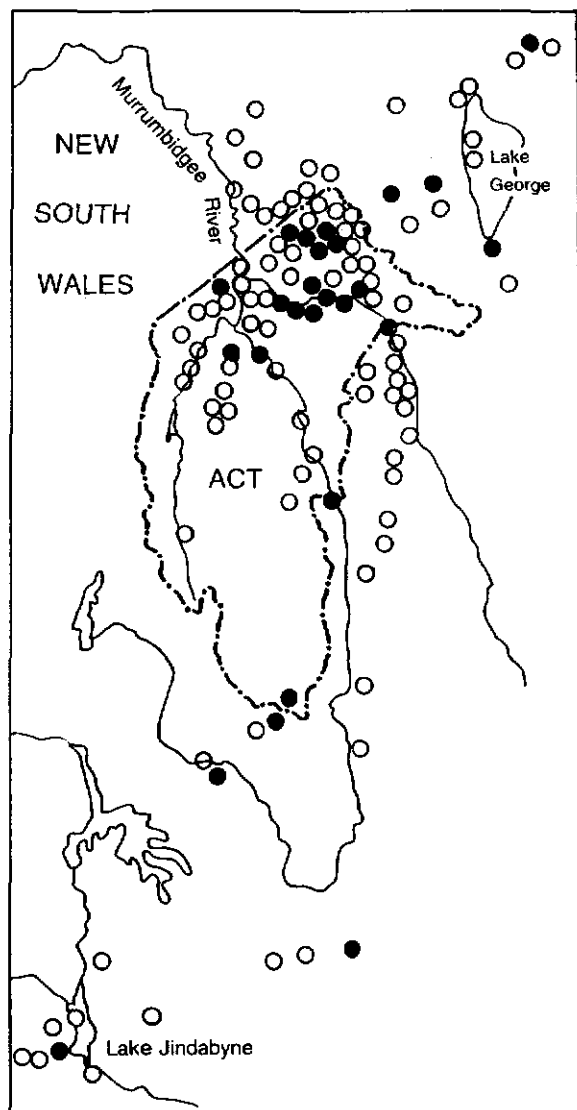 NEW
SOUTH
WALES
Murrumbidgee
River
Lake
George
ACT
Lake Jindabyne